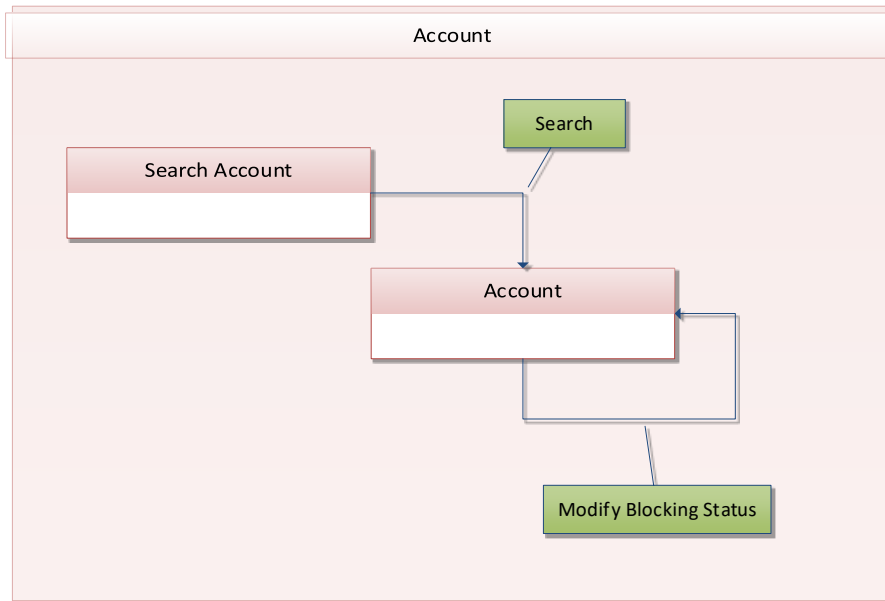 Account
Search
Search Account
Account
Modify Blocking Status